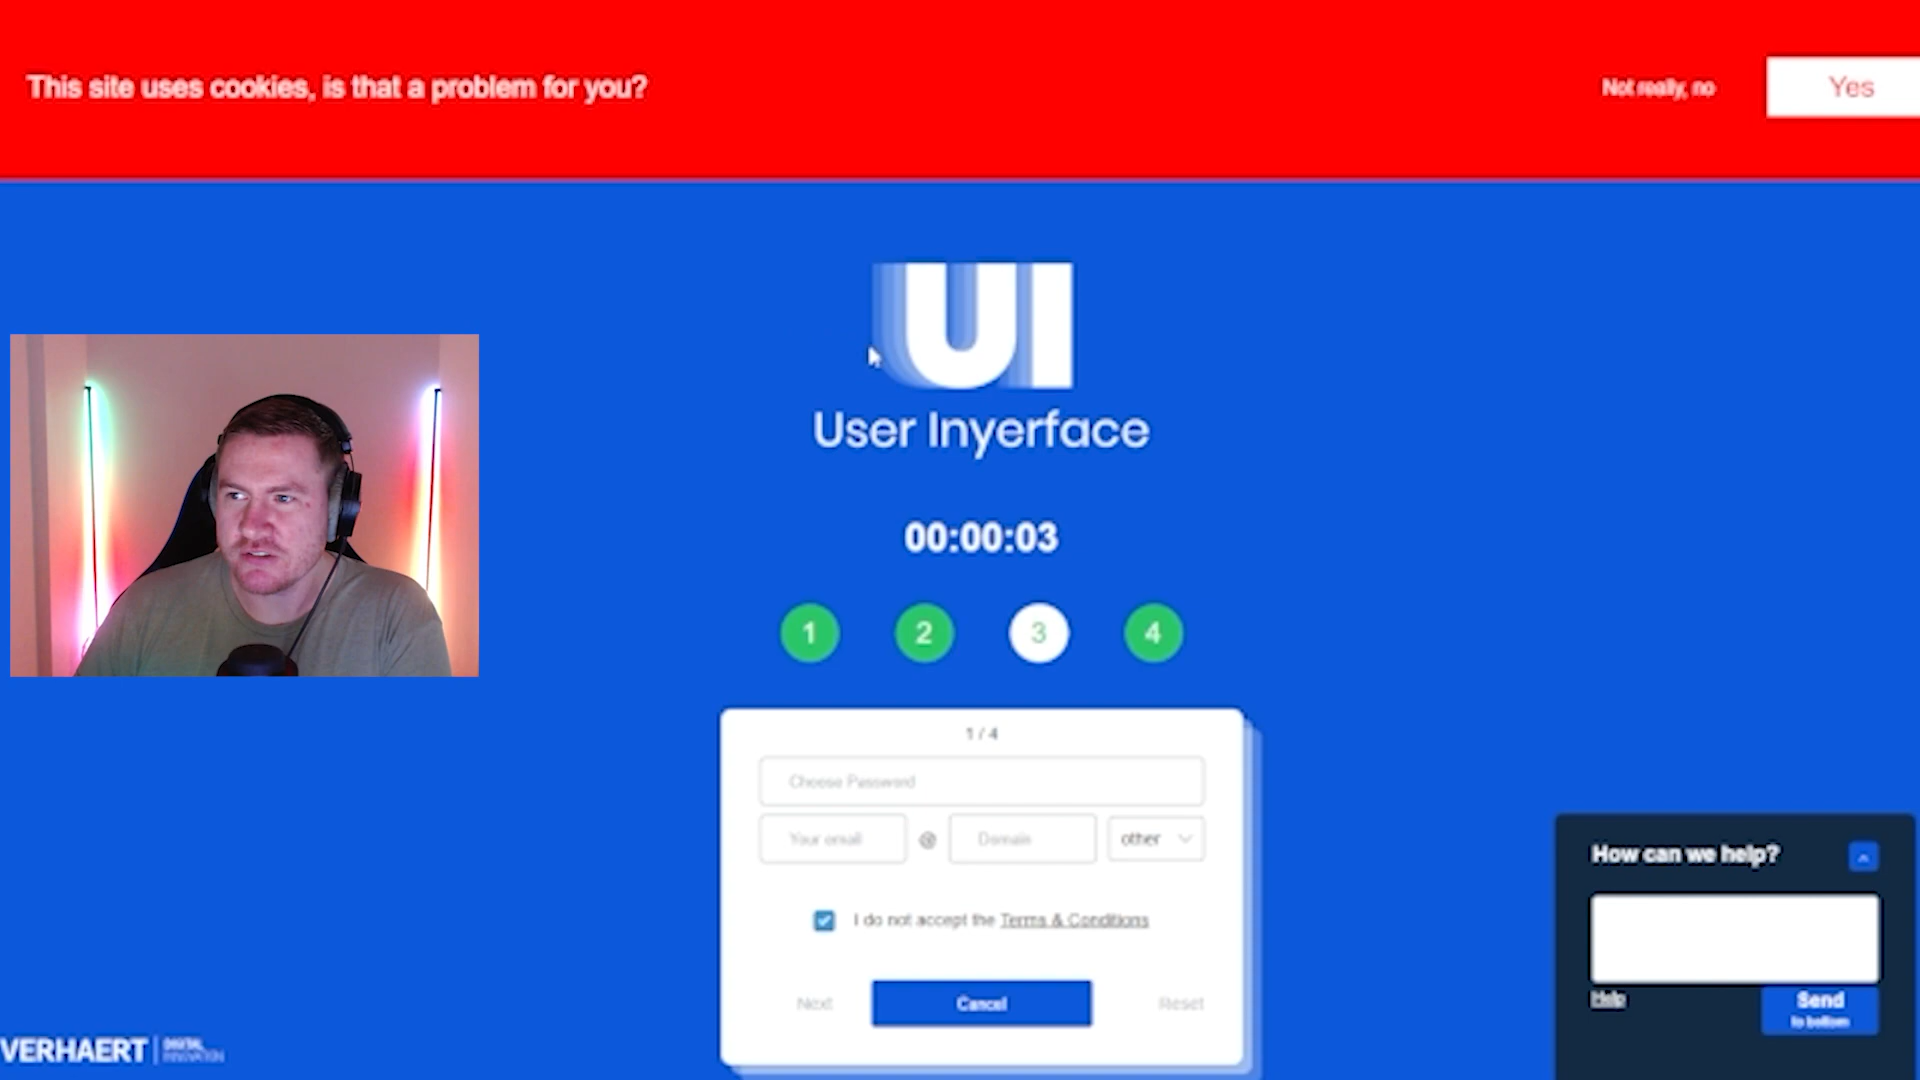 This site uses cookies, is that a problem for you?
Not really, no
Yes
UI
User Inyerface
00:00:03
1
2
3
4
1 / 4
Choose Password
Your email
@
Domain
other
I do not accept the Terms & Conditions
Next
Cancel
Reset
How can we help?
Help
Send
to bottom
VERHAERT
DIGITAL
INNOVATION